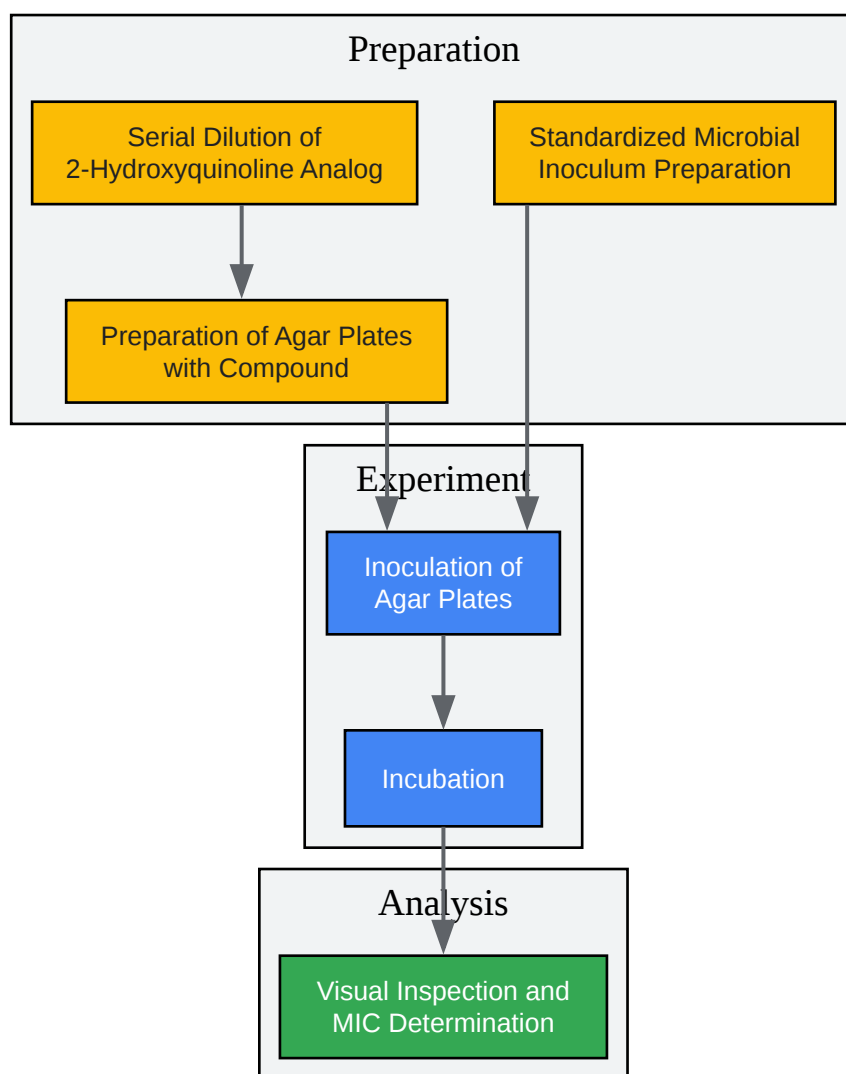 Preparation
Serial Dilution of
2-Hydroxyquinoline Analog
Standardized Microbial
Inoculum Preparation
Preparation of Agar Plates
with Compound
Experiment
Inoculation of
Agar Plates
Incubation
Analysis
Visual Inspection and
MIC Determination